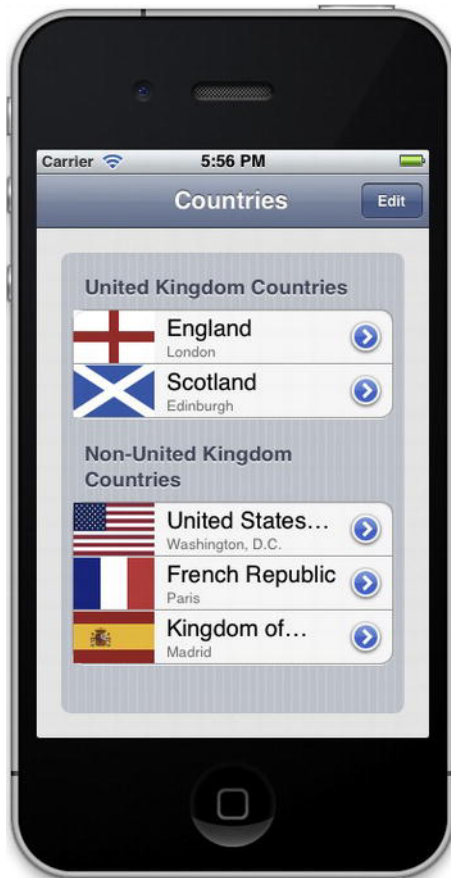 Carrier 5:56 PM
Countries Edit
United Kingdom Countries
England
London
Scotland
Edinburgh
Non-United Kingdom
Countries
United States...
Washington, D.C.
French Republic
Paris
Kingdom of...
Madrid